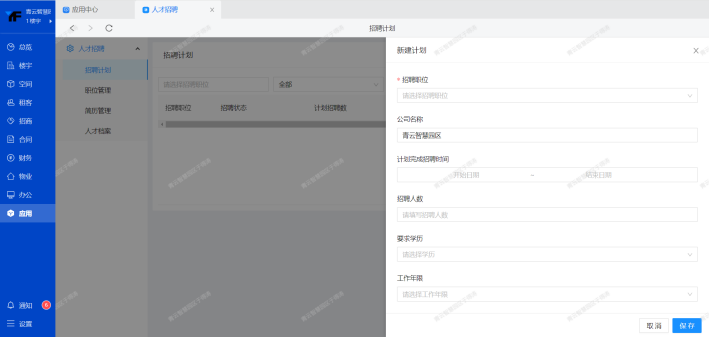 青云智慧
1楼宇
应用中心
人才招聘
招聘计划
总览
楼宇
空间
租客
招商
合同
财务
物业
办公
应用
通知
6
设置
人才招聘
招聘计划
职位管理
简历管理
人才档案
招聘计划
请选择招聘职位
全部
招聘职位
招聘状态
计划招聘数
新建计划
* 招聘职位
请选择招聘职位
公司名称
青云智慧园区
计划完成招聘时间
开始日期
~
结束日期
招聘人数
请填写招聘人数
要求学历
请选择学历
工作年限
请选择工作年限
取消
保存